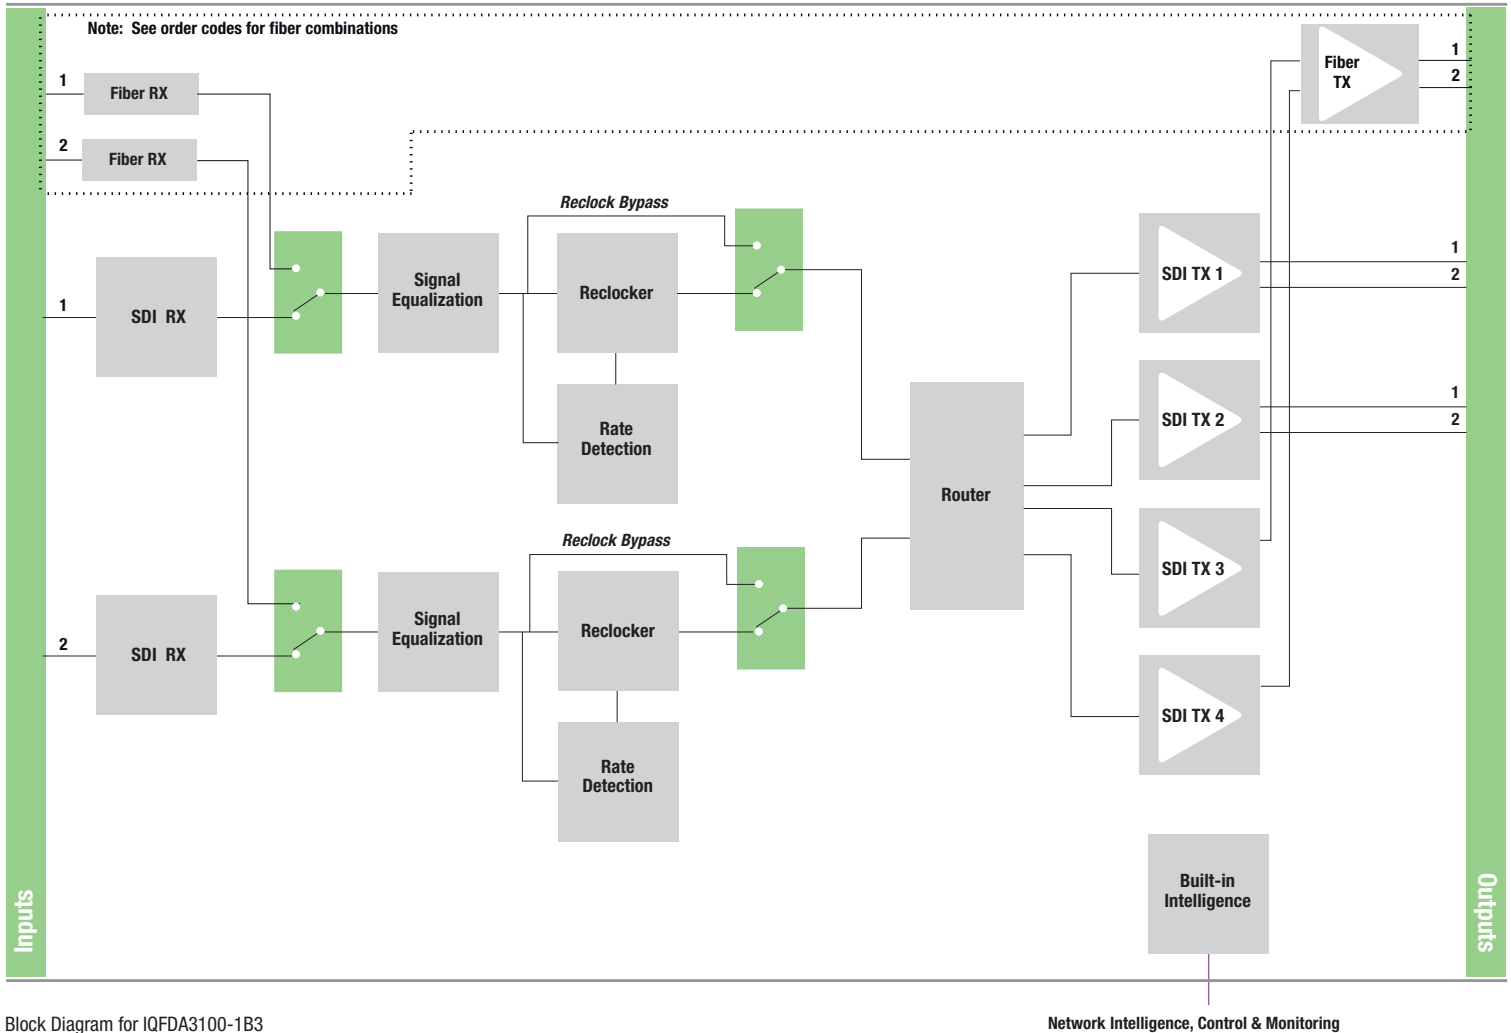 Note: See order codes for fiber combinations
1
Fiber RX
2
Fiber RX
Fiber
TX
1
2
Reclock Bypass
1
SDI RX
Signal
Equalization
Reclocker
Rate
Detection
SDI TX 1
1
2
SDI TX 2
1
2
Router
Reclock Bypass
2
SDI RX
Signal
Equalization
Reclocker
Rate
Detection
SDI TX 3
SDI TX 4
Built-in
Intelligence
Inputs
Outputs
Block Diagram for IQFDA3100-1B3
Network Intelligence, Control & Monitoring